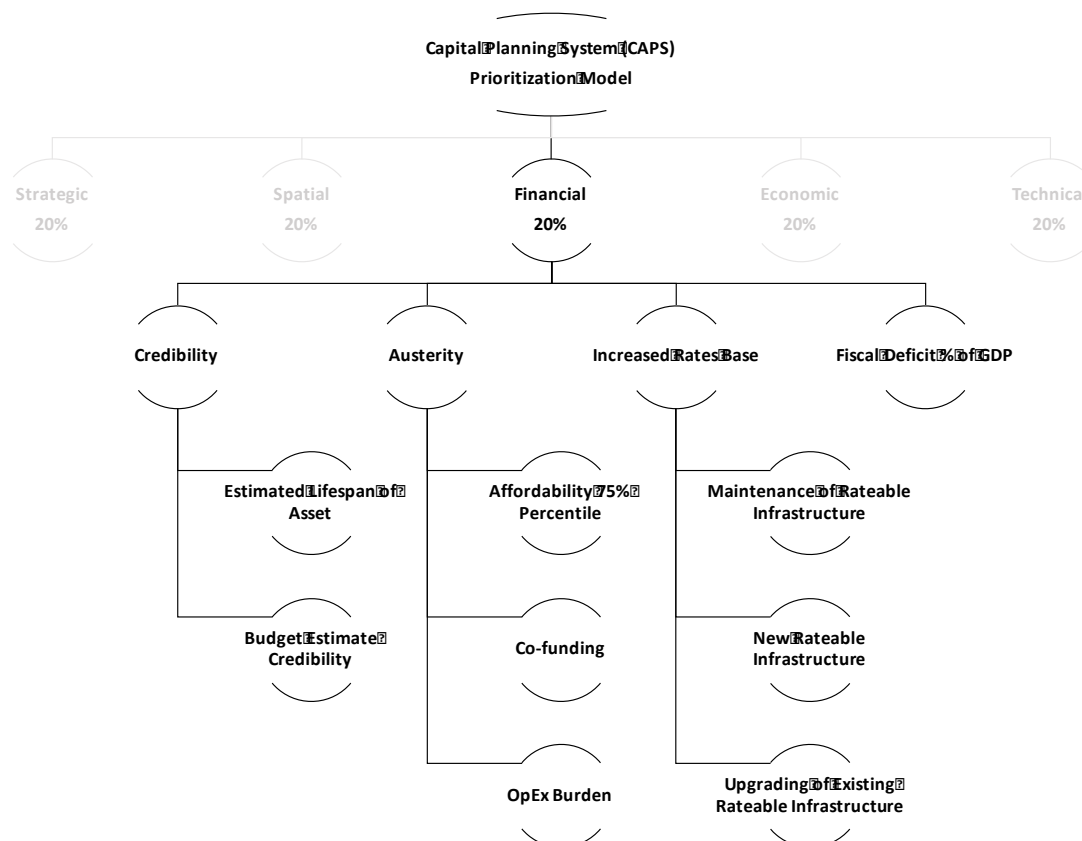 Capital Planning System (CAPS)
Prioritization Model
Strategic
20%
Spatial
20%
Financial
20%
Economic
20%
Technica
20%
Credibility
Austerity
Increased Rates Base
Fiscal Deficit % of GDP
Estimated Lifespan of
Asset
Affordability 75%
Percentile
Maintenance of Rateable
Infrastructure
Budget Estimate
Credibility
Co-funding
New Rateable
Infrastructure
OpEx Burden
Upgrading of Existing
Rateable Infrastructure